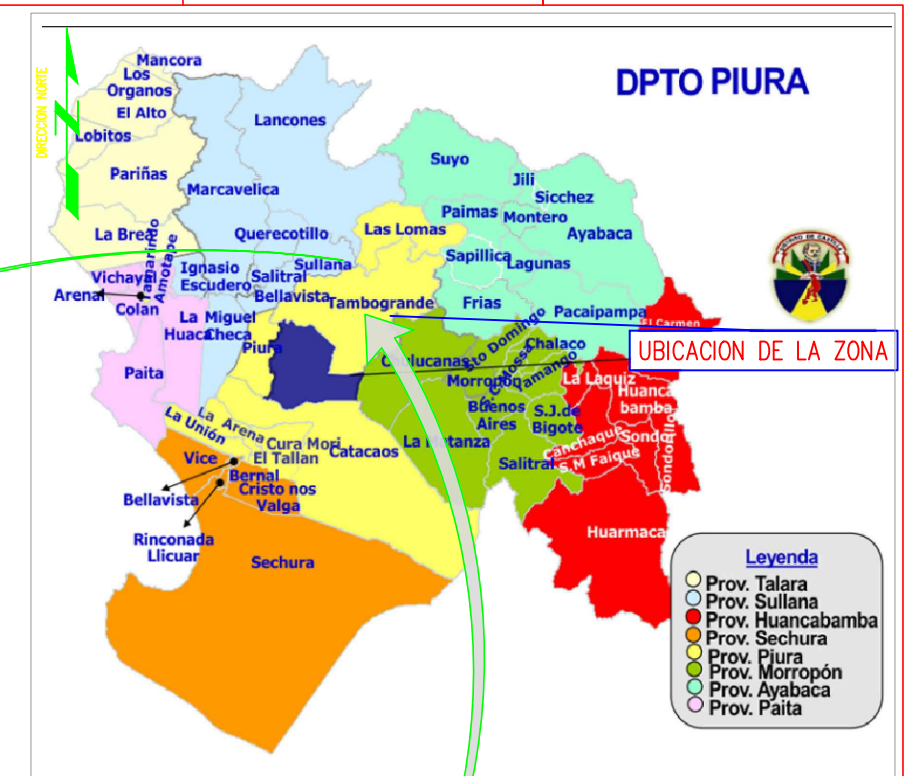 DPTO PIURA
DIRECCION NORTE
Mancora
Los
Organos
El Alto
Lobitos
Pariñas
La Brea
Lancones
Marcavelica
Querecotillo
Sullana
Ignasio
Escudero
Salitral
Bellavista
Miguel
Checa
Tamarindo
Amotape
Vichayal
Arenal
Colan
La
Huaca
Paita
Suyo
Jili
Sicchez
Paimas
Montero
Ayabaca
Sapillica
Lagunas
Frias
Pacaipampa
Las Lomas
Tambogrande
Piura
Chulucanas
Sto Domingo
Chalaco
Yamango
Morropón
Buenos
Aires
S.J.de
Bigote
La Matanza
Salitral
El Carmen
UBICACION DE LA ZONA
La Laquiz
Huanca
bamba
Canchaque
Sondor
Sondorillo
S.M Faique
Huarmaca
La Unión
La Arena
Cura Mori
El Tallan
Catacaos
Vice
Bernal
Cristo nos
Valga
Bellavista
Rinconada
Llicuar
Sechura
Leyenda
Prov. Talara
Prov. Sullana
Prov. Huancabamba
Prov. Sechura
Prov. Piura
Prov. Morropón
Prov. Ayabaca
Prov. Paita